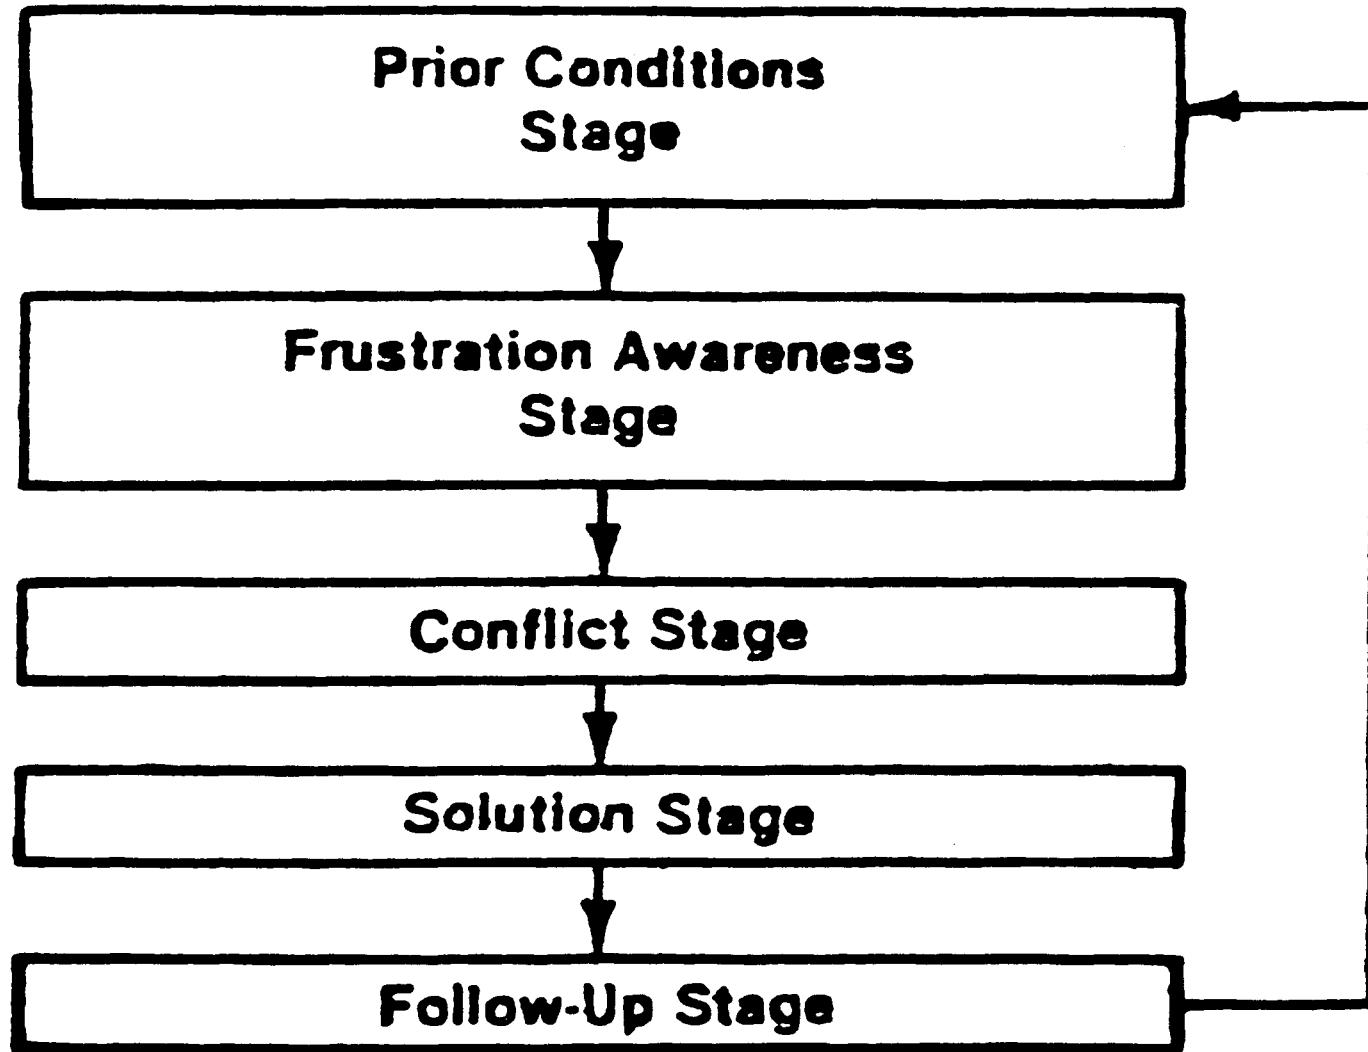 Prior Conditions
Stage
Frustration Awareness
Stage
Conflict Stage
Solution Stage
Follow-Up Stage